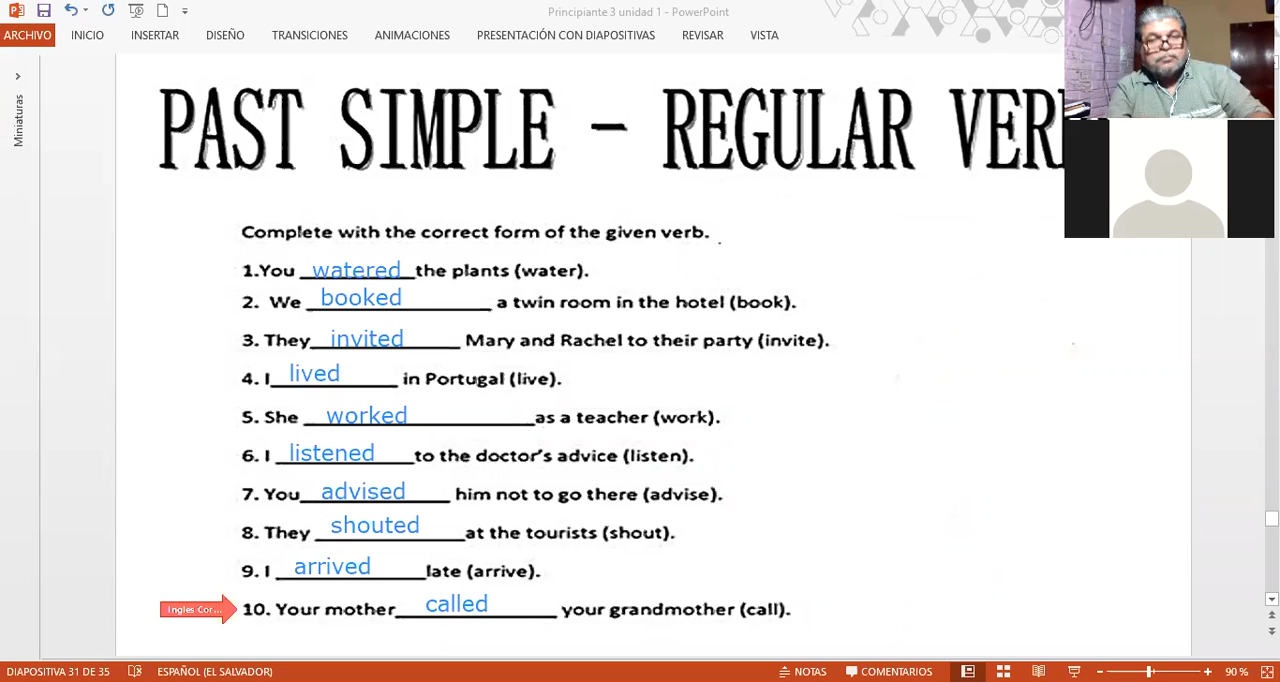 Principiante 3 unidad 1 - PowerPoint
ARCHIVO INICIO INSERTAR DISEÑO TRANSICIONES ANIMACIONES PRESENTACIÓN CON DIAPOSITIVAS REVISAR VISTA
Miniaturas
PAST SIMPLE - REGULAR VER
Complete with the correct form of the given verb.
1.You watered the plants (water).
2. We booked a twin room in the hotel (book).
3. They invited Mary and Rachel to their party (invite).
4. I lived in Portugal (live).
5. She worked as a teacher (work).
6. I listened to the doctor's advice (listen).
7. You advised him not to go there (advise).
8. They shouted at the tourists (shout).
9. I arrived late (arrive).
Ingles Cor...
10. Your mother called your grandmother (call).
DIAPOSITIVA 31 DE 35 ESPAÑOL (EL SALVADOR) NOTAS COMENTARIOS 90 %